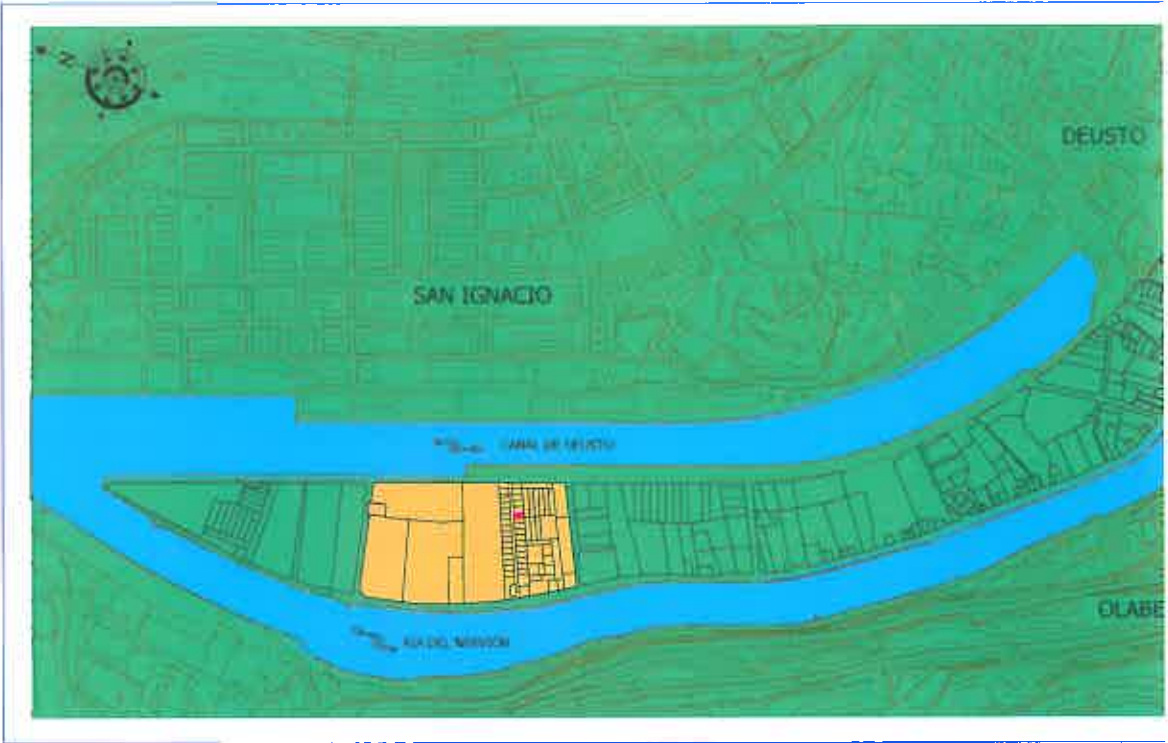 N
DEUSTO
SAN IGNACIO
CANAL DE DEUSTO
OLABE
RIA DEL NERVION